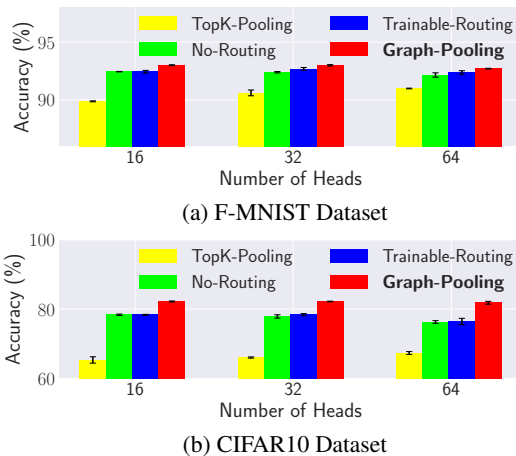 TopK-Pooling
Trainable-Routing
No-Routing
Graph-Pooling
95
90
Accuracy (%)
16
32
64
Number of Heads
(a) F-MNIST Dataset
TopK-Pooling
Trainable-Routing
No-Routing
Graph-Pooling
100
80
60
Accuracy (%)
16
32
64
Number of Heads
(b) CIFAR10 Dataset